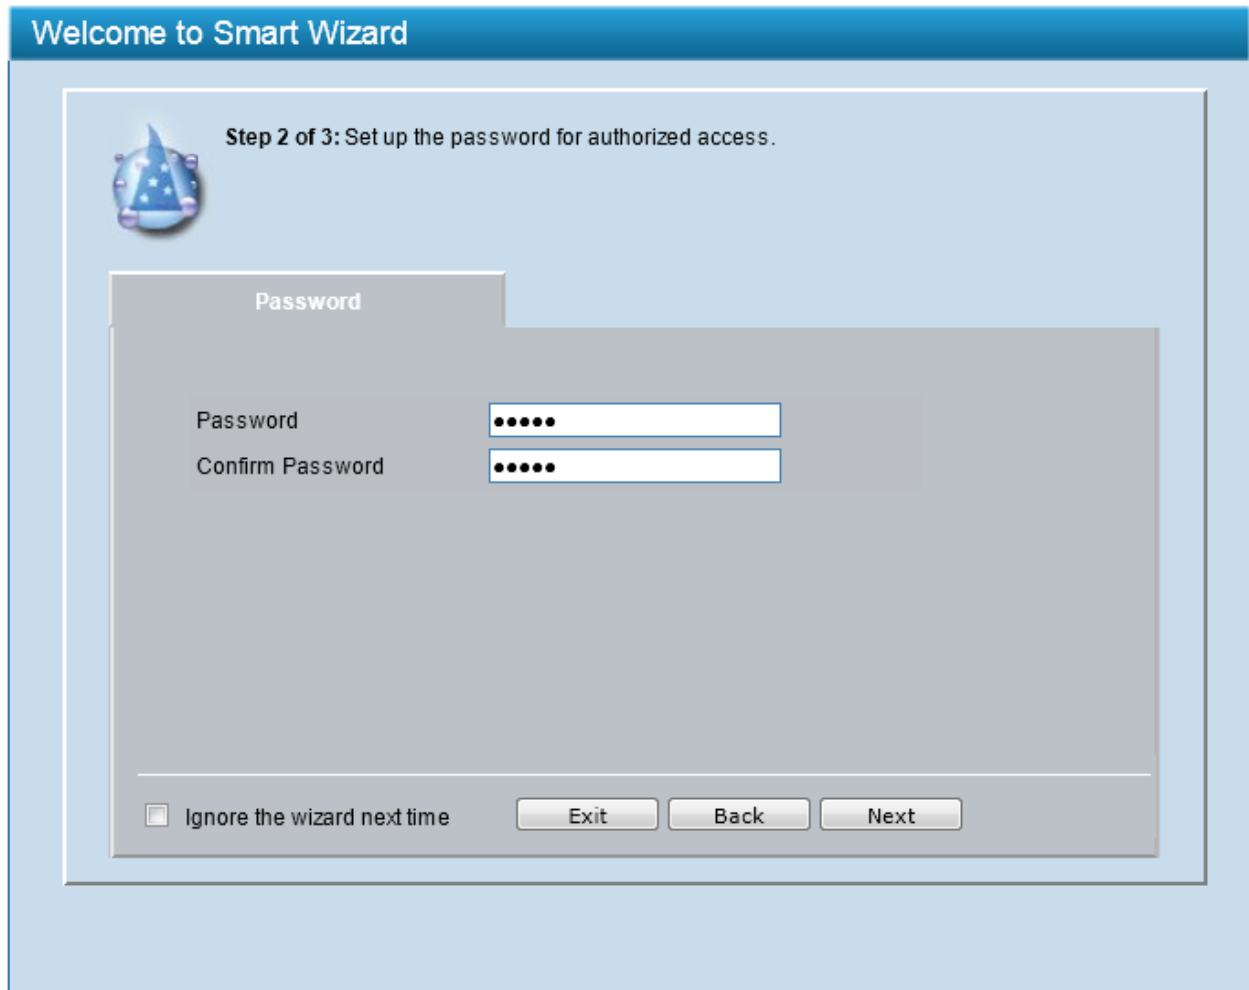 Welcome to Smart Wizard
Step 2 of 3: Set up the password for authorized access.
Password
Password •••••
Confirm Password •••••
Ignore the wizard next time Exit Back Next